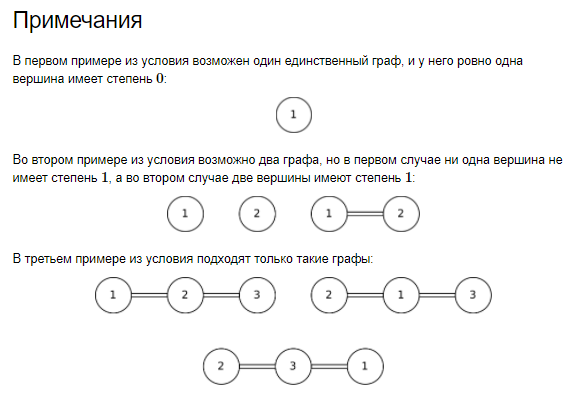 Примечания
В первом примере из условия возможен один единственный граф, и у него ровно одна
вершина имеет степень 0:
1
Во втором примере из условия возможно два графа, но в первом случае ни одна вершина не
имеет степень 1, а во втором случае две вершины имеют степень 1:
1 2 1 2
В третьем примере из условия подходят только такие графы:
1 2 3 2 1 3
2 3 1